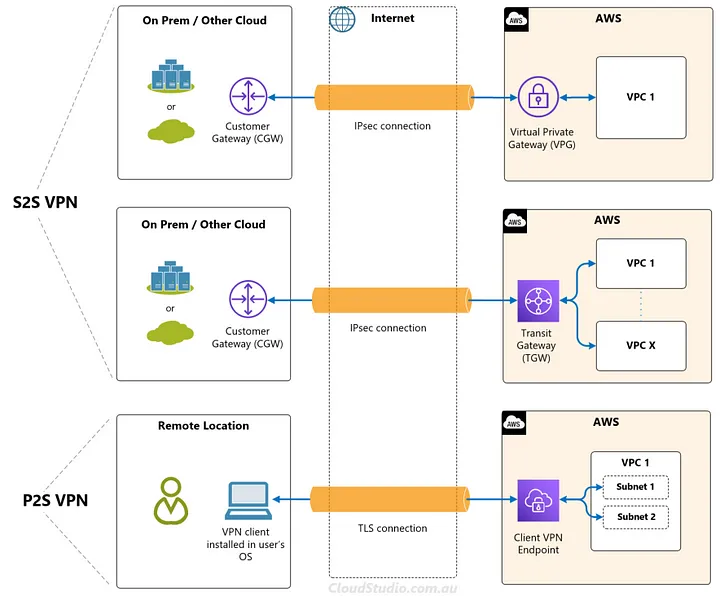 On Prem / Other Cloud
Internet
AWS
AWS
or
Customer
Gateway (CGW)
IPsec connection
Virtual Private
Gateway (VPG)
VPC 1
S2S VPN
On Prem / Other Cloud
AWS
AWS
or
Customer
Gateway (CGW)
IPsec connection
Transit
Gateway
(TGW)
VPC 1
VPC X
Remote Location
AWS
AWS
P2S VPN
VPN client
installed in user's
OS
TLS connection
Client VPN
Endpoint
VPC 1
Subnet 1
Subnet 2
CloudStudio.com.au